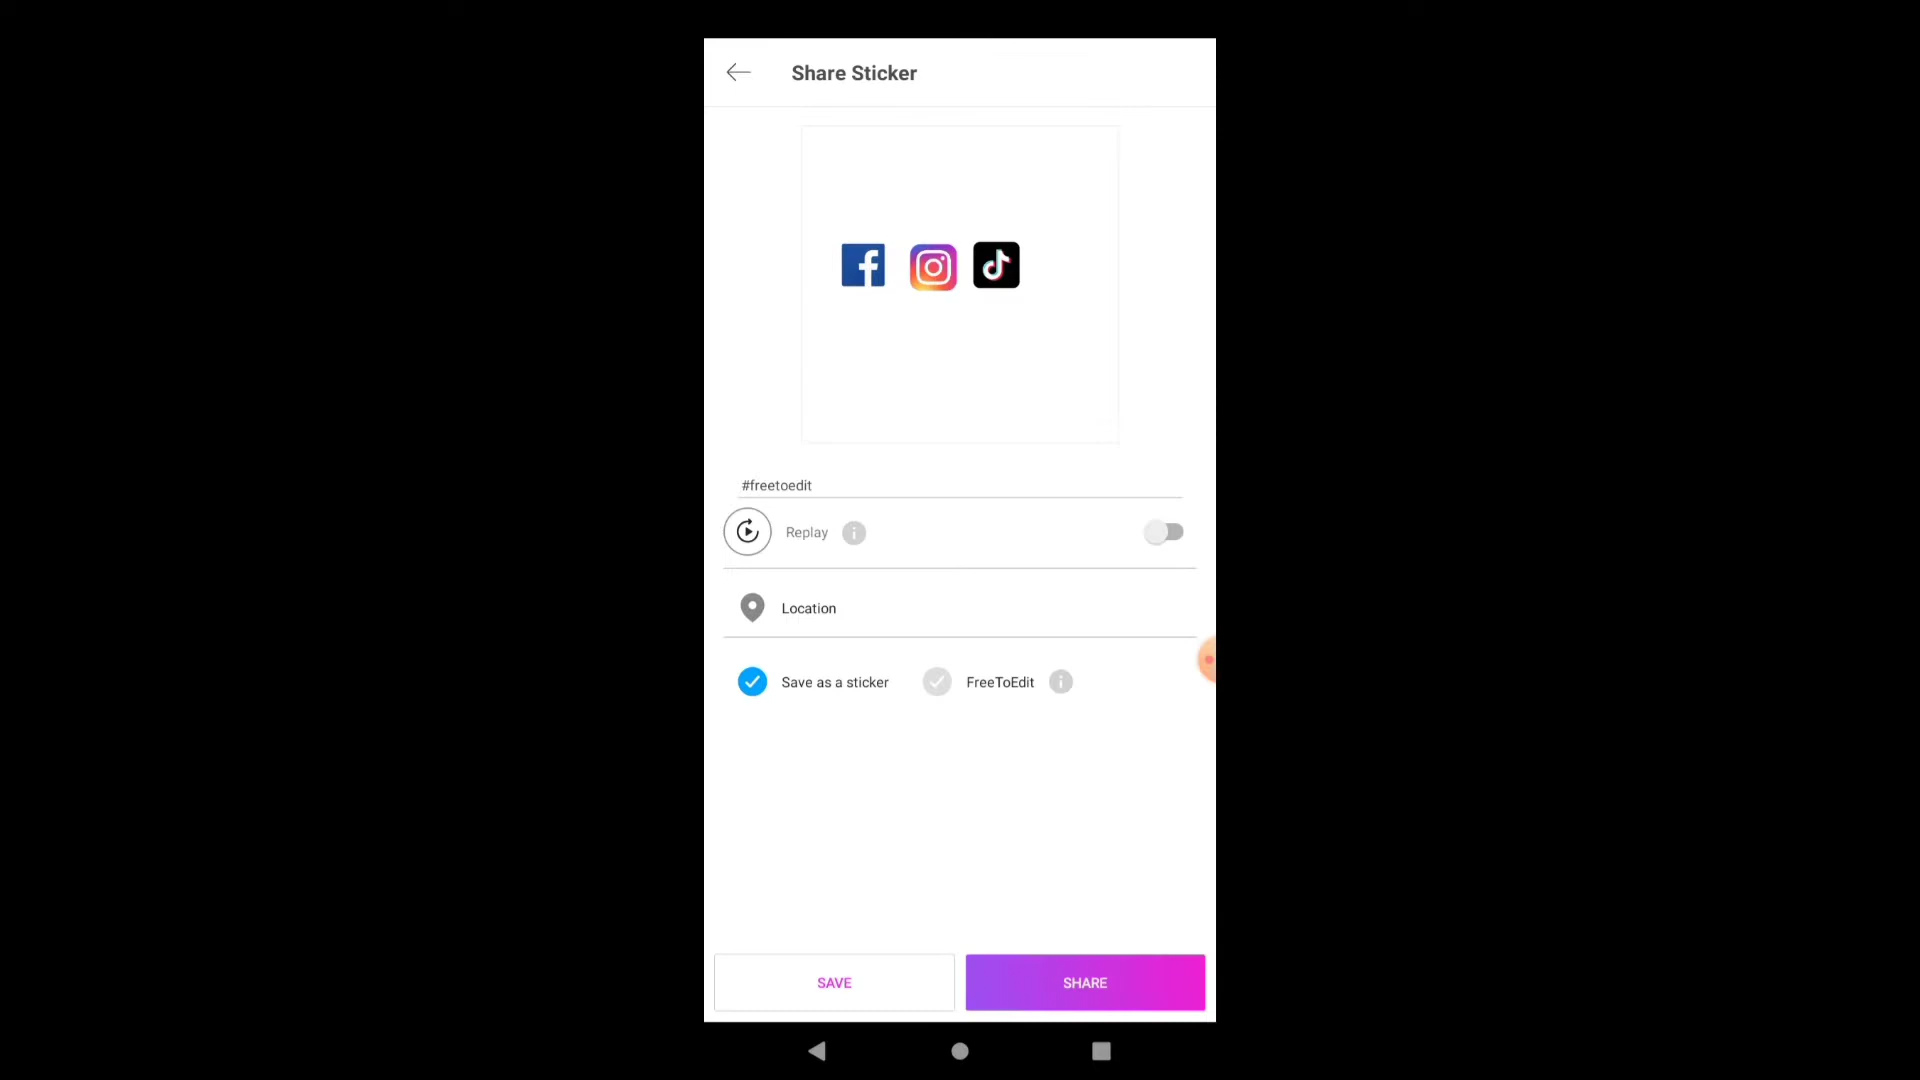 Share Sticker
#freetoedit
Replay
Location
Save as a sticker FreeToEdit
SAVE SHARE